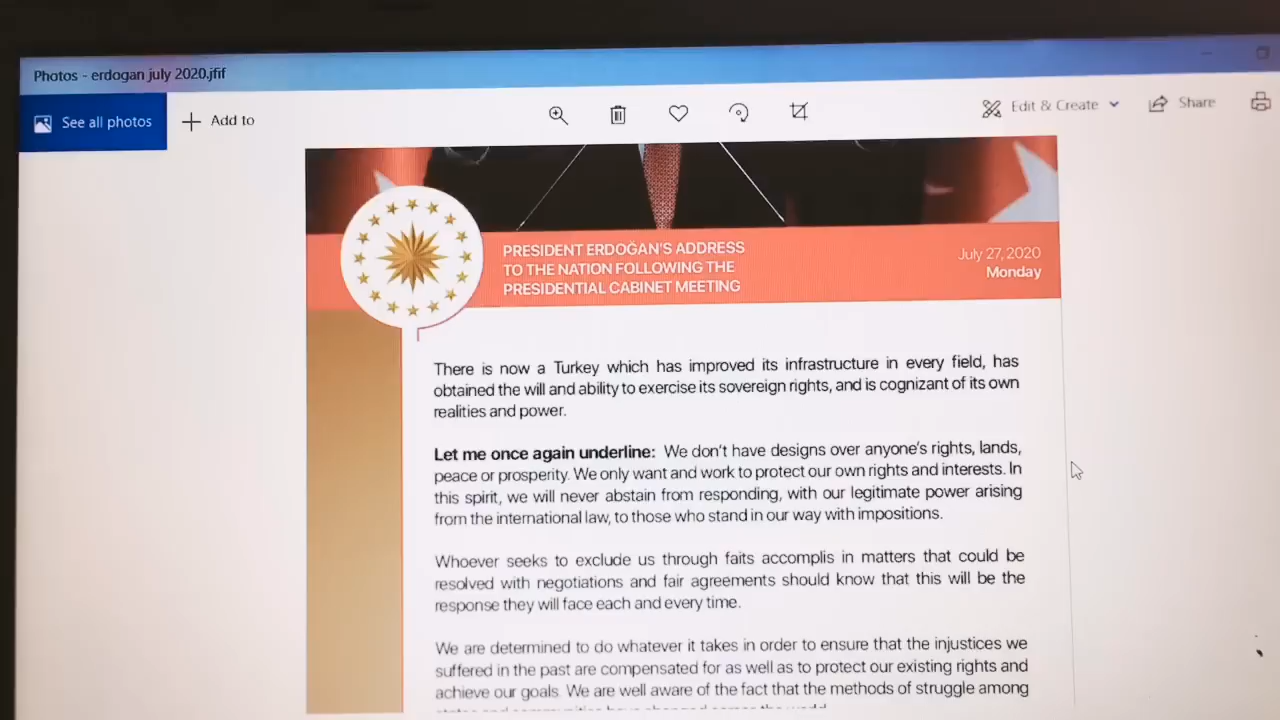 Photos - erdogan july 2020.jfif
See all photos
Add to
Edit & Create
Share
PRESIDENT ERDOĞAN'S ADDRESS
TO THE NATION FOLLOWING THE
PRESIDENTIAL CABINET MEETING
July 27, 2020
Monday
There is now a Turkey which has improved its infrastructure in every field, has
obtained the will and ability to exercise its sovereign rights, and is cognizant of its own
realities and power.
Let me once again underline: We don't have designs over anyone's rights, lands,
peace or prosperity. We only want and work to protect our own rights and interests. In
this spirit, we will never abstain from responding, with our legitimate power arising
from the international law, to those who stand in our way with impositions.
Whoever seeks to exclude us through faits accomplis in matters that could be
resolved with negotiations and fair agreements should know that this will be the
response they will face each and every time.
We are determined to do whatever it takes in order to ensure that the injustices we
suffered in the past are compensated for as well as to protect our existing rights and
achieve our goals. We are well aware of the fact that the methods of struggle among